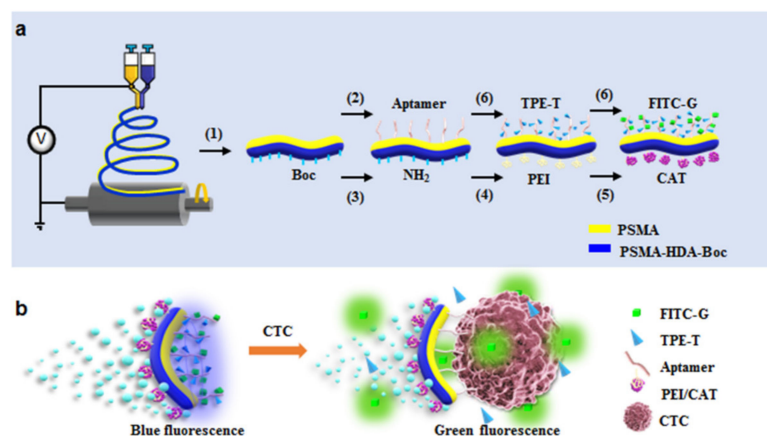 a
V
(1)
(2)
(3)
Boc
Aptamer
NH2
(6)
(4)
TPE-T
PEI
(6)
(5)
FITC-G
CAT
PSMA
PSMA-HDA-Boc
b
CTC
Blue fluorescence
Green fluorescence
FITC-G
TPE-T
Aptamer
PEI/CAT
CTC